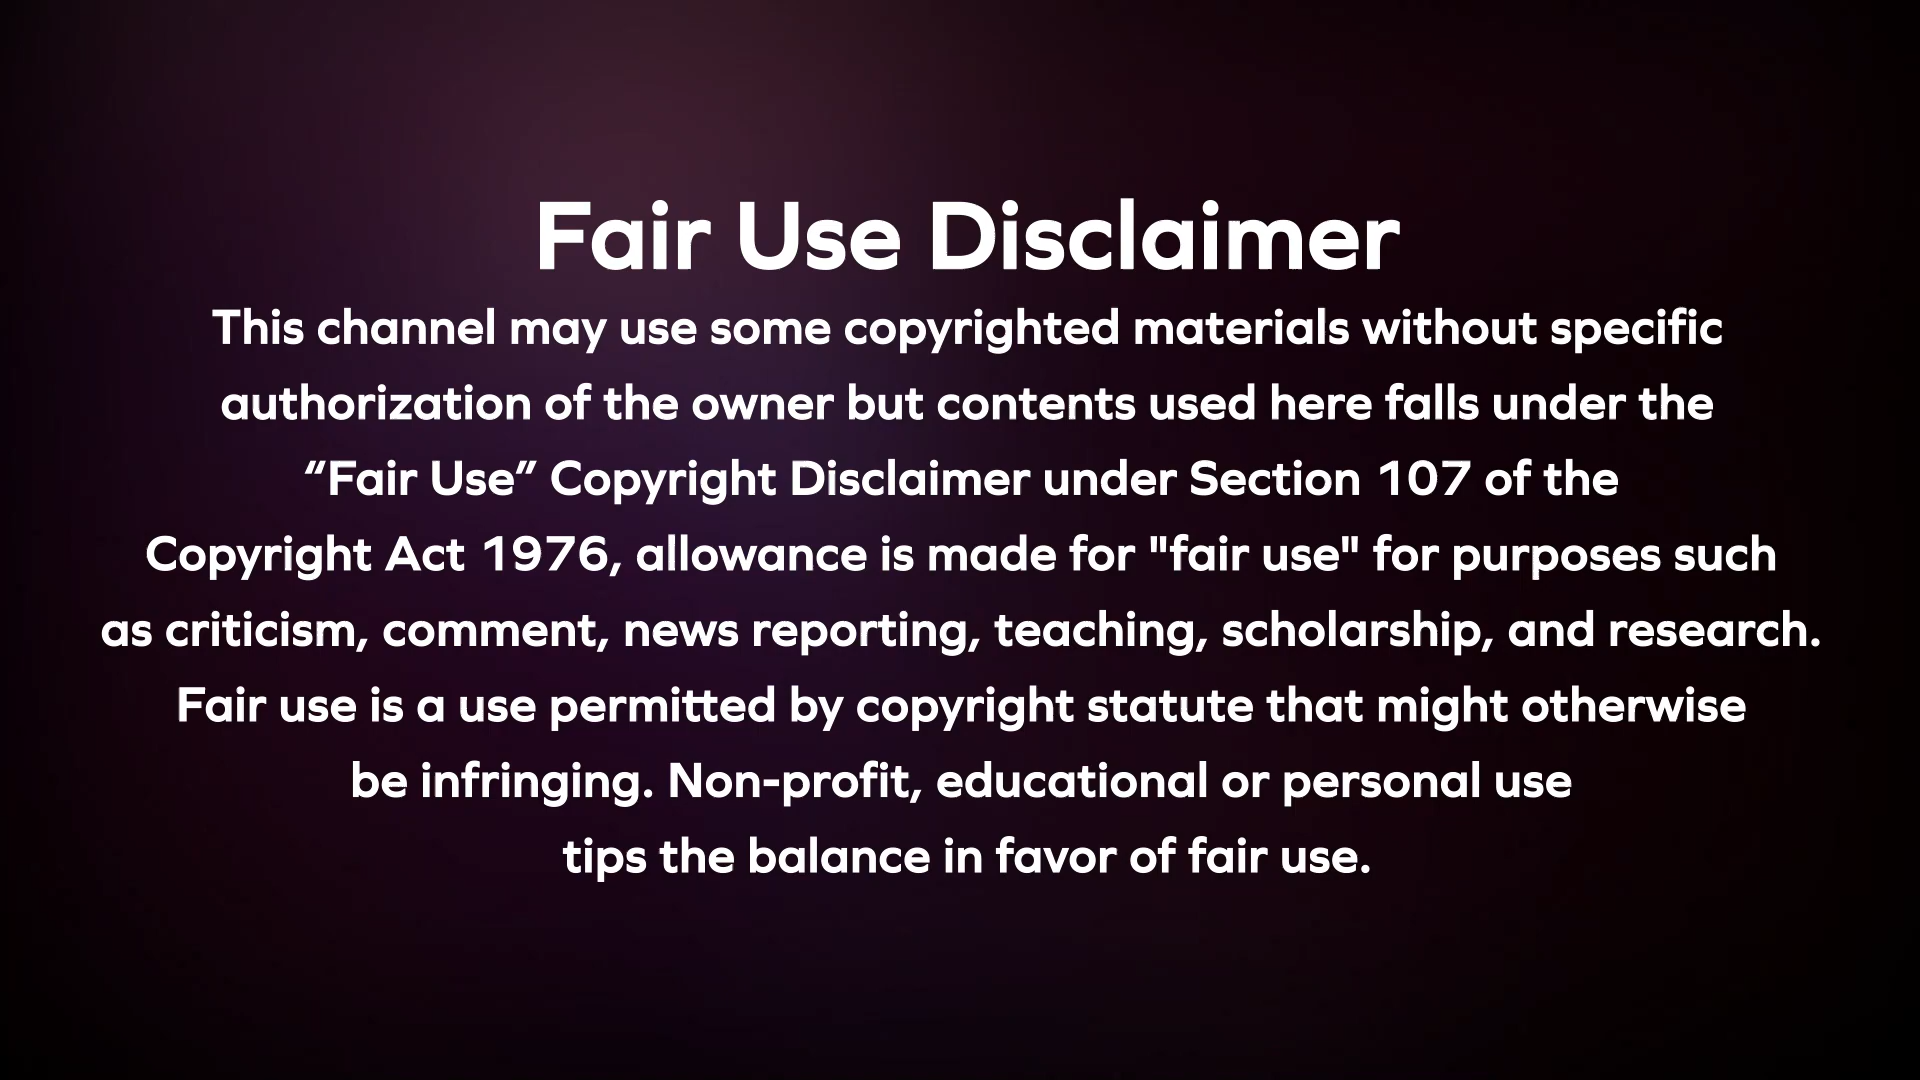 Fair Use Disclaimer
This channel may use some copyrighted materials without specific
authorization of the owner but contents used here falls under the
“Fair Use” Copyright Disclaimer under Section 107 of the
Copyright Act 1976, allowance is made for "fair use" for purposes such
as criticism, comment, news reporting, teaching, scholarship, and research.
Fair use is a use permitted by copyright statute that might otherwise
be infringing. Non-profit, educational or personal use
tips the balance in favor of fair use.